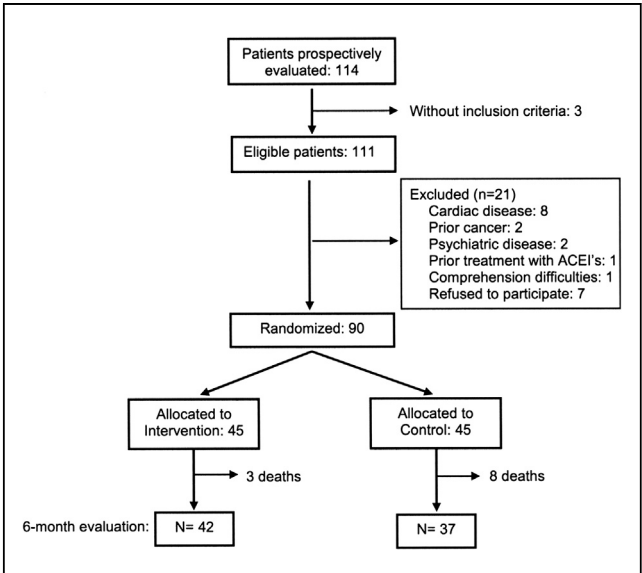 Patients prospectively
evaluated: 114
Without inclusion criteria: 3
Eligible patients: 111
Excluded (n=21)
Cardiac disease: 8
Prior cancer: 2
Psychiatric disease: 2
Prior treatment with ACEI's: 1
Comprehension difficulties: 1
Refused to participate: 7
Randomized: 90
Allocated to
Intervention: 45
Allocated to
Control: 45
3 deaths
8 deaths
6-month evaluation:
N= 42
N= 37